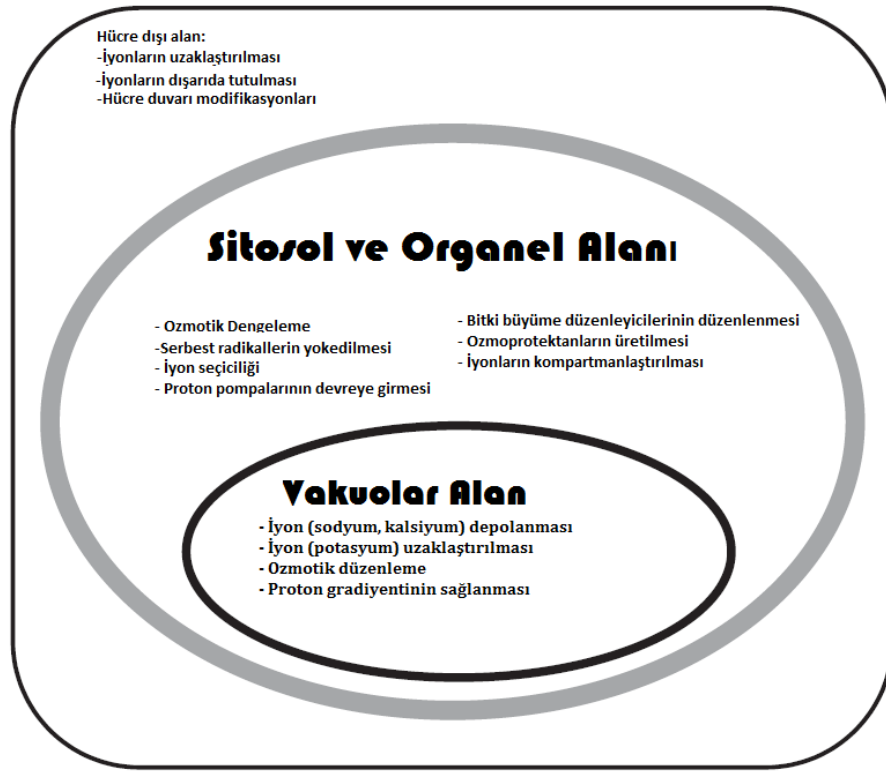 Hücre dışı alan:
-İyonların uzaklaştırılması
-İyonların dışarıda tutulması
-Hücre duvarı modifikasyonları
Sitosol ve Organel Alanı
- Ozmotik Dengeleme
-Serbest radikallerin yokedilmesi
- İyon seçiciliği
- Proton pompalarının devreye girmesi
- Bitki büyüme düzenleyicilerinin düzenlenmesi
- Ozmoprotektanların üretilmesi
- İyonların kompartmanlaştırılması
Vakuolar Alan
- İyon (sodyum, kalsiyum) depolanması
- İyon (potasyum) uzaklaştırılması
- Ozmotik düzenleme
- Proton gradiyentinin sağlanması